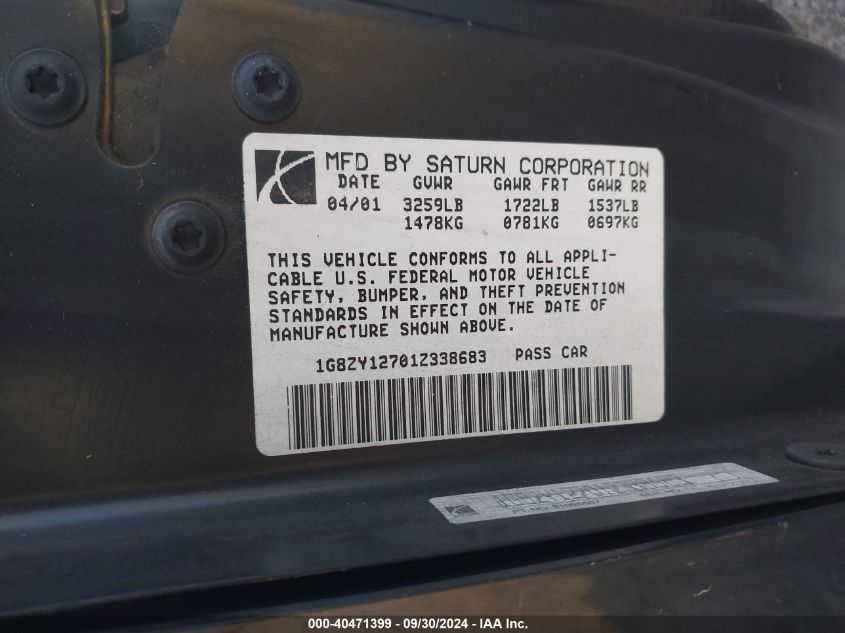 MFD BY SATURN CORPORATION
DATE GVWR GAWR FRT GAWR RR
04/01 3259LB 1722LB 1537LB
1478KG 0781KG 0697KG
THIS VEHICLE CONFORMS TO ALL APPLI-
CABLE U.S. FEDERAL MOTOR VEHICLE
SAFETY, BUMPER, AND THEFT PREVENTION
STANDARDS IN EFFECT ON THE DATE OF
MANUFACTURE SHOWN ABOVE.
1G8ZY12701Z338683 PASS CAR
000-40471399 - 09/30/2024 - IAA Inc.